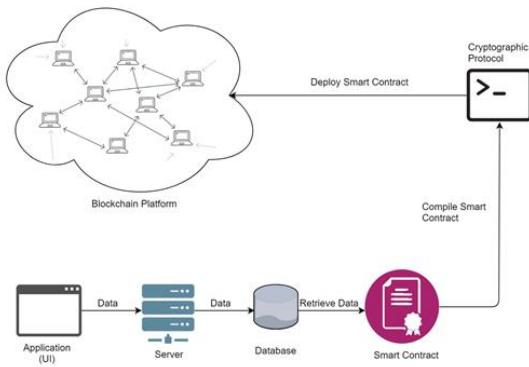 Cryptographic
Protocol
Deploy Smart Contract
>_
Blockchain Platform
Compile Smart
Contract
Data
Data
Retrieve Data
Application
(UI)
Server
Database
Smart Contract